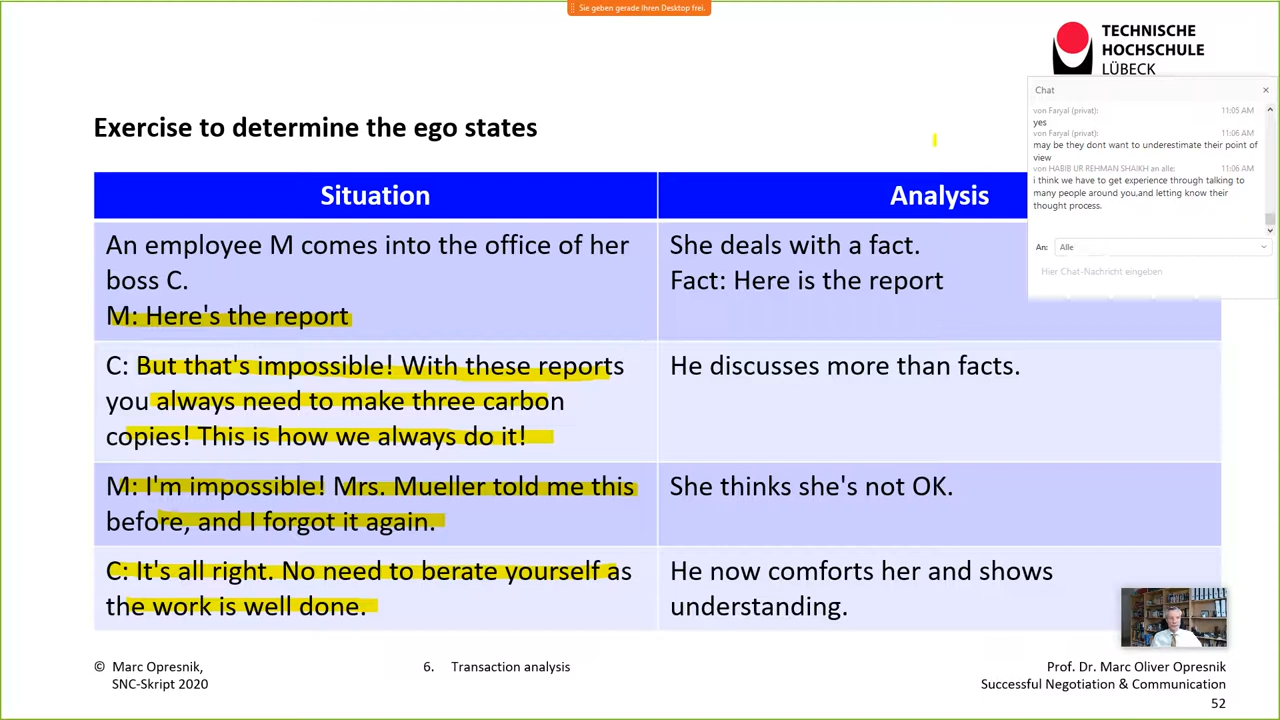 Sie geben gerade Ihren Desktop frei.
TECHNISCHE
HOCHSCHULE
LÜBECK
Exercise to determine the ego states
Chat
von Faryal (privat): 11:05 AM
yes
von Faryal (privat): 11:06 AM
may be they dont want to underestimate their point of
view
von HABIB UR REHMAN SHAIKH an alle: 11:06 AM
i think we have to get experience through talking to
many people around you,and letting know their
thought process.
An: Alle
Hier Chat-Nachricht eingeben
Situation
Analysis
An employee M comes into the office of her
boss C.
M: Here's the report
She deals with a fact.
Fact: Here is the report
C: But that's impossible! With these reports
you always need to make three carbon
copies! This is how we always do it!
He discusses more than facts.
M: I'm impossible! Mrs. Mueller told me this
before, and I forgot it again.
She thinks she's not OK.
C: It's all right. No need to berate yourself as
the work is well done.
He now comforts her and shows
understanding.
© Marc Opresnik,
SNC-Skript 2020
6. Transaction analysis
Prof. Dr. Marc Oliver Opresnik
Successful Negotiation & Communication
52